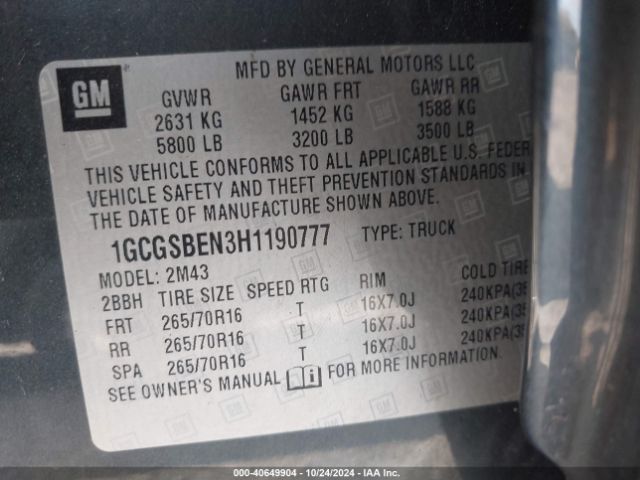 GM
MFD BY GENERAL MOTORS LLC
GVWR GAWR FRT GAWR RR
2631 KG 1452 KG 1588 KG
5800 LB 3200 LB 3500 LB
THIS VEHICLE CONFORMS TO ALL APPLICABLE U.S. FEDER
VEHICLE SAFETY AND THEFT PREVENTION STANDARDS IN
THE DATE OF MANUFACTURE SHOWN ABOVE.
1GCGSBEN3H1190777 TYPE: TRUCK
MODEL: 2M43
2BBH TIRE SIZE SPEED RTG RIM COLD TIRE
FRT 265/70R16 T 16X7.0J 240KPA(35
RR 265/70R16 T 16X7.0J 240KPA(35
SPA 265/70R16 T 16X7.0J 240KPA(35
SEE OWNER'S MANUAL FOR MORE INFORMATION.
000-40649904 - 10/24/2024 - IAA Inc.